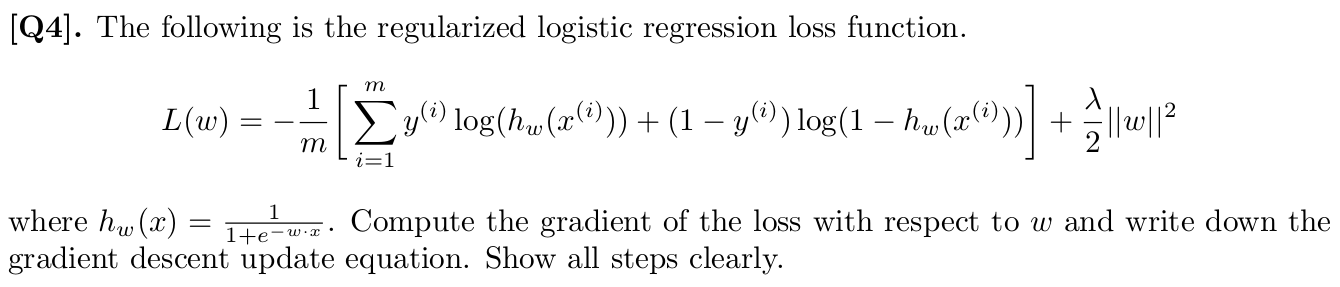 [Q4]. The following is the regularized logistic regression loss function.
L(w) = -\frac{1}{m}\left[\sum_{i=1}^{m} y^{(i)} \log(h_w(x^{(i)})) + (1 - y^{(i)}) \log(1 - h_w(x^{(i)}))\right] + \frac{λ}{2}||w||^2
where h_w(x) = \frac{1}{1+e^{-w·x}}. Compute the gradient of the loss with respect to w and write down the
gradient descent update equation. Show all steps clearly.